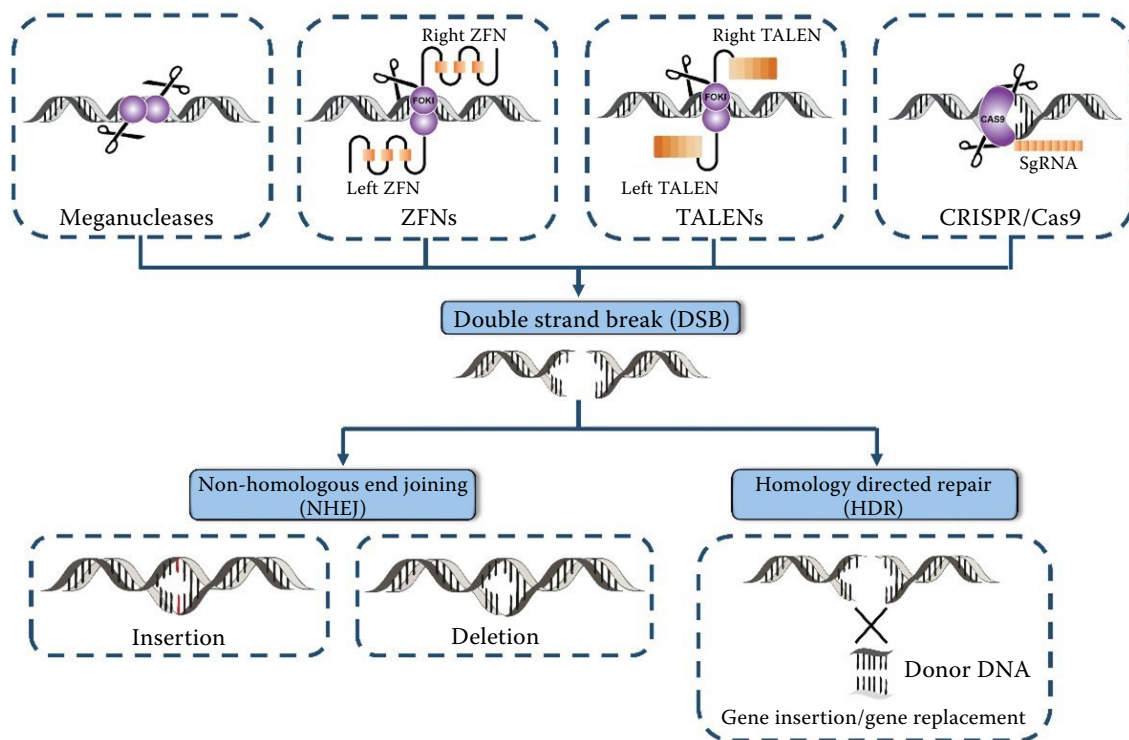 Right ZFN
FOKI
Left ZFN
ZFNs
Right TALEN
FOKI
Left TALEN
TALENs
CAS9
SgRNA
CRISPR/Cas9
Meganucleases
Double strand break (DSB)
Non-homologous end joining
(NHEJ)
Homology directed repair
(HDR)
Insertion
Deletion
Donor DNA
Gene insertion/gene replacement